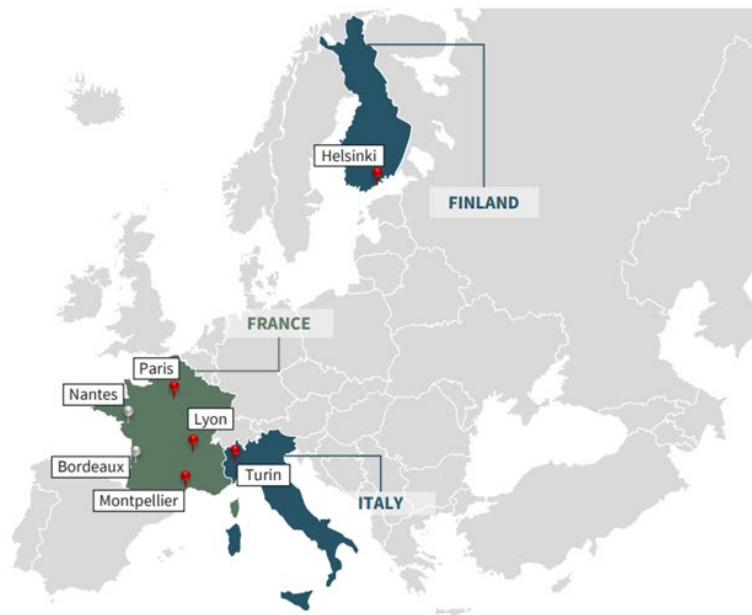 Helsinki
FINLAND
FRANCE
Paris
Nantes
Lyon
Bordeaux
Turin
Montpellier
ITALY